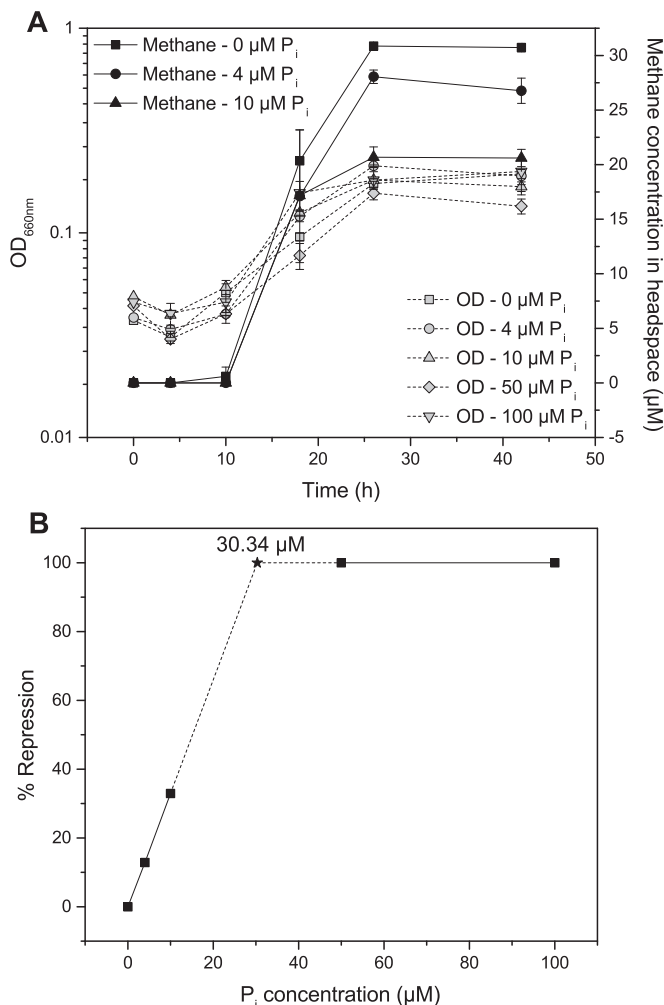 A
Methane - 0 µM Pi
Methane - 4 µM Pi
Methane - 10 µM Pi
OD - 0 µM Pi
OD - 4 µM Pi
OD - 10 µM Pi
OD - 50 µM Pi
OD - 100 µM Pi
1
0.1
0.01
OD660nm
30
25
20
15
10
5
0
-5
Methane concentration in headspace (µM)
0 10 20 30 40 50
Time (h)
B
30.34 µM
100
80
60
40
20
0
% Repression
0 20 40 60 80 100
Pi concentration (µM)